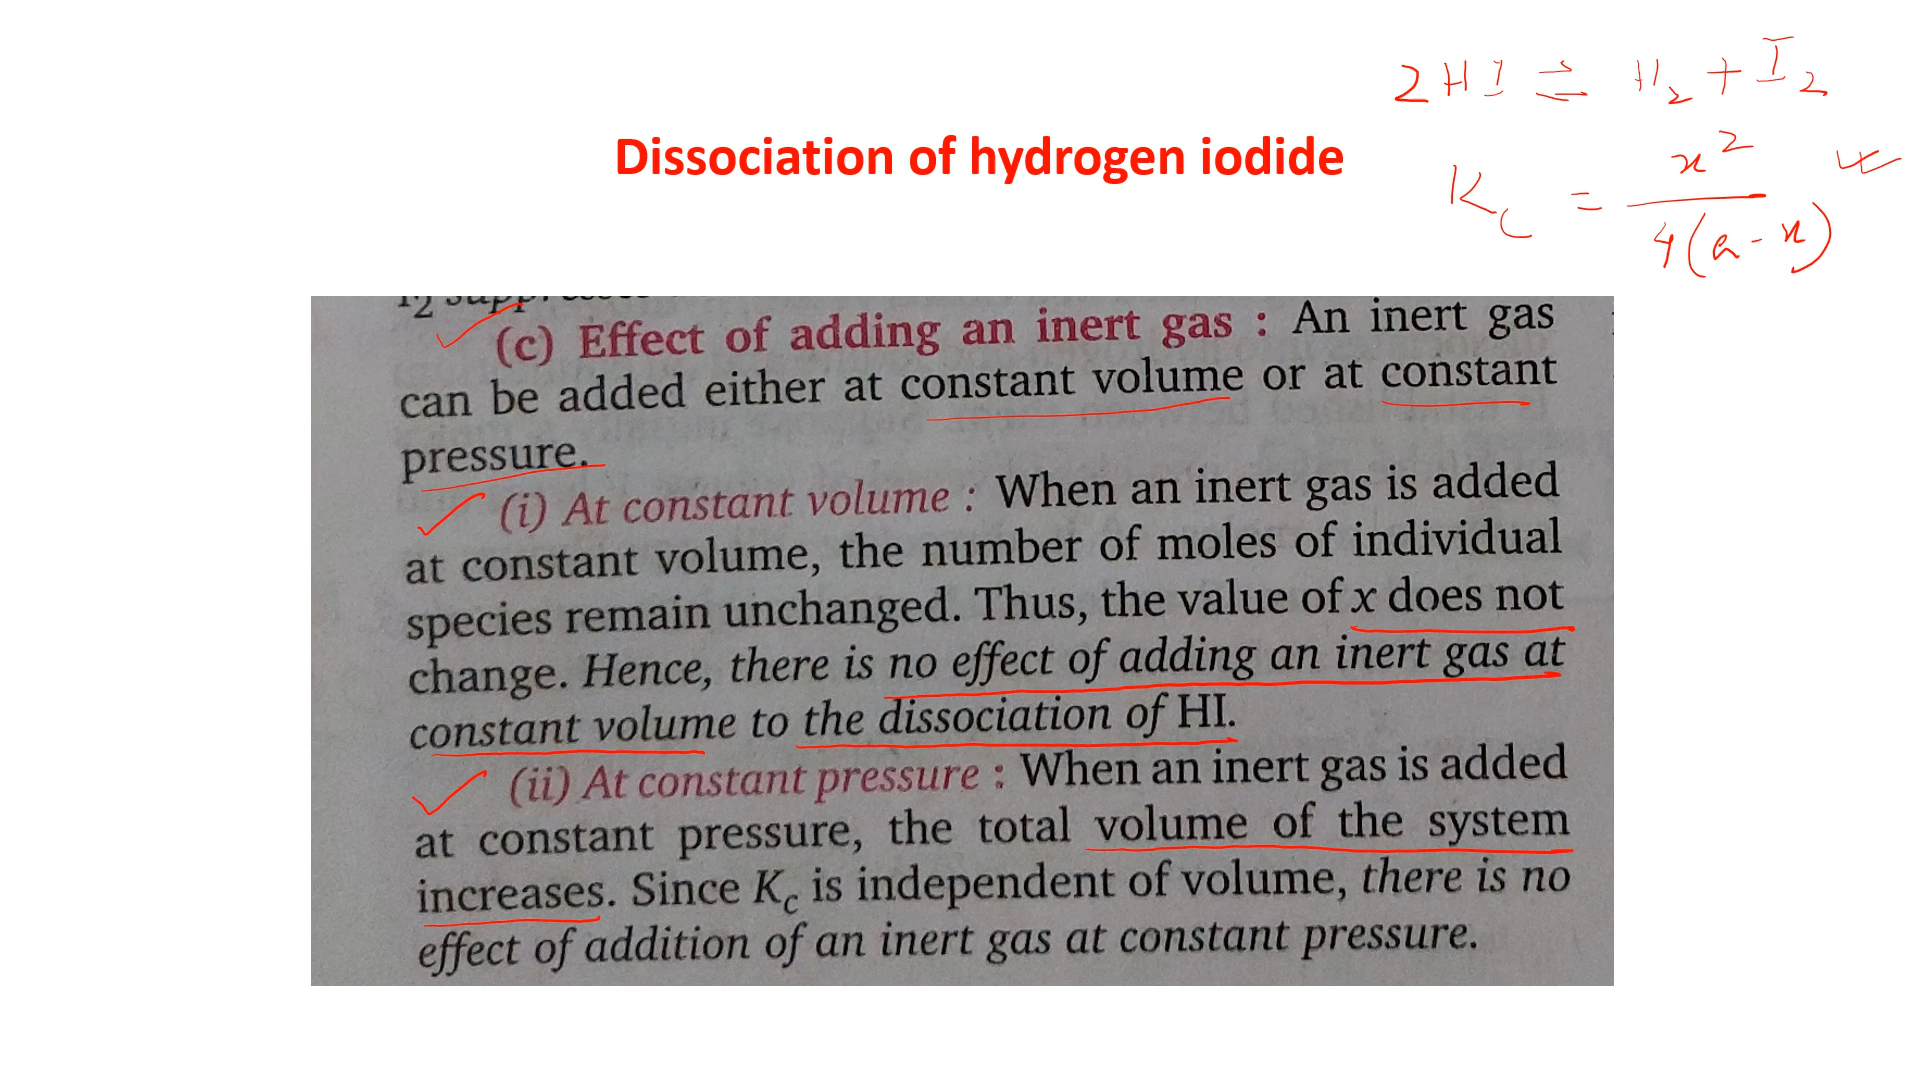 2HI ⇌ H₂ + I₂
Dissociation of hydrogen iodide
K_C = x² / 4(a-x)
(c) Effect of adding an inert gas : An inert gas
can be added either at constant volume or at constant
pressure.
(i) At constant volume : When an inert gas is added
at constant volume, the number of moles of individual
species remain unchanged. Thus, the value of x does not
change. Hence, there is no effect of adding an inert gas at
constant volume to the dissociation of HI.
(ii) At constant pressure : When an inert gas is added
at constant pressure, the total volume of the system
increases. Since Kc is independent of volume, there is no
effect of addition of an inert gas at constant pressure.